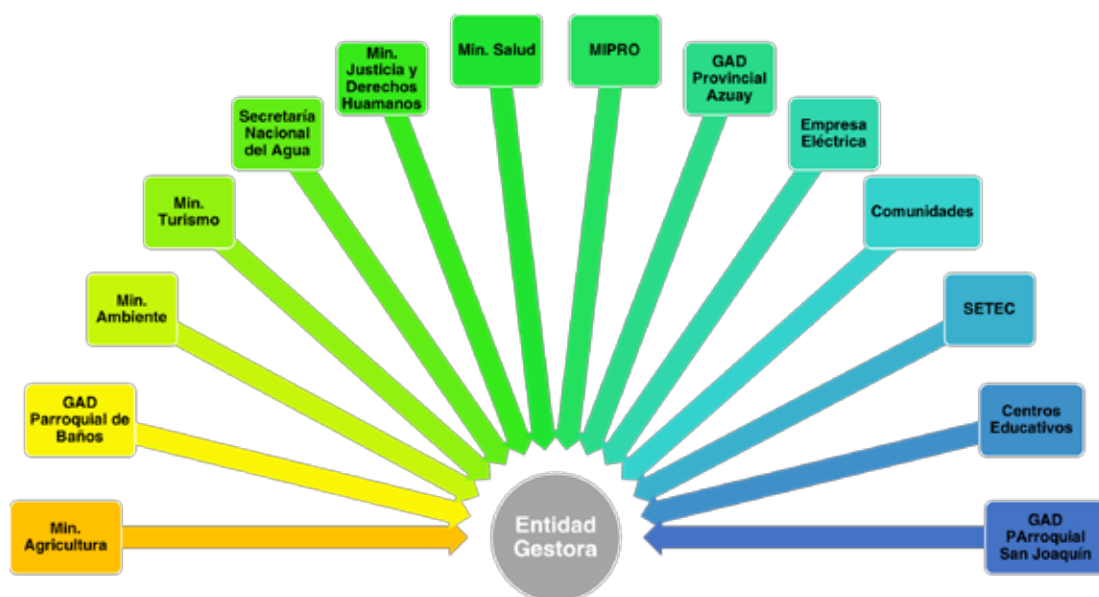 Min. Salud
MIPRO
Min.
Justicia y
Derechos
Huamanos
GAD
Provincial
Azuay
Secretaría
Nacional
del Agua
Empresa
Eléctrica
Min.
Turismo
Comunidades
Min.
Ambiente
SETEC
GAD
Parroquial de
Baños
Centros
Educativos
Min.
Agricultura
Entidad
Gestora
GAD
PArroquial
San Joaquín